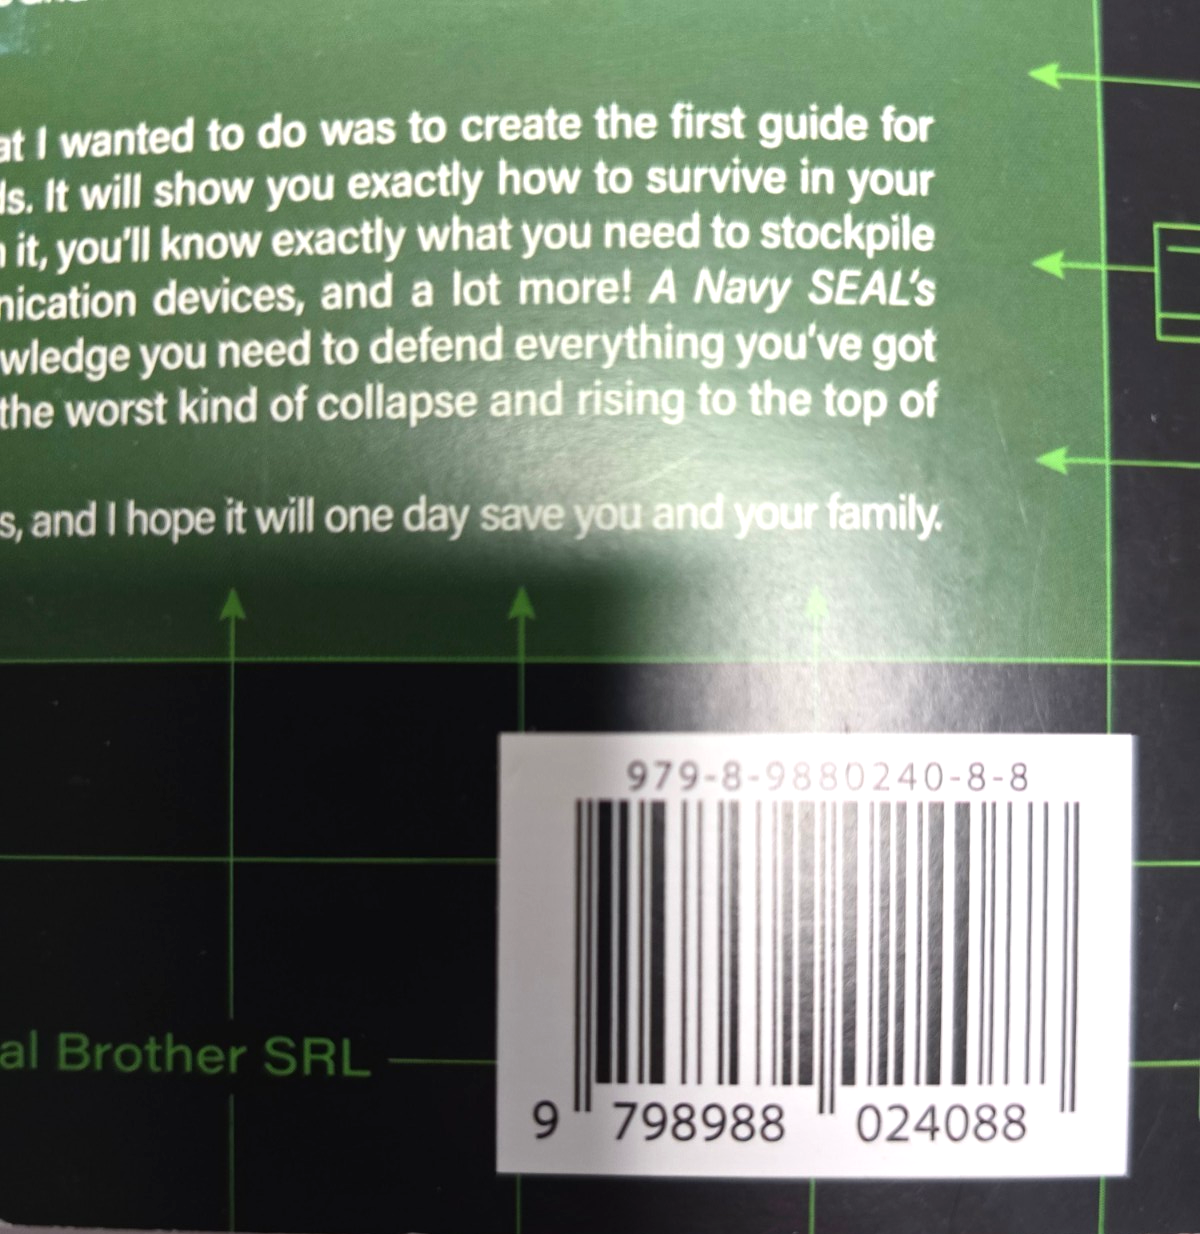 at I wanted to do was to create the first guide for
ls. It will show you exactly how to survive in your
it, you'll know exactly what you need to stockpile
nication devices, and a lot more! A Navy SEAL's
wledge you need to defend everything you've got
the worst kind of collapse and rising to the top of
s, and I hope it will one day save you and your family.
979-8-9880240-8-8
9 798988 024088
al Brother SRL